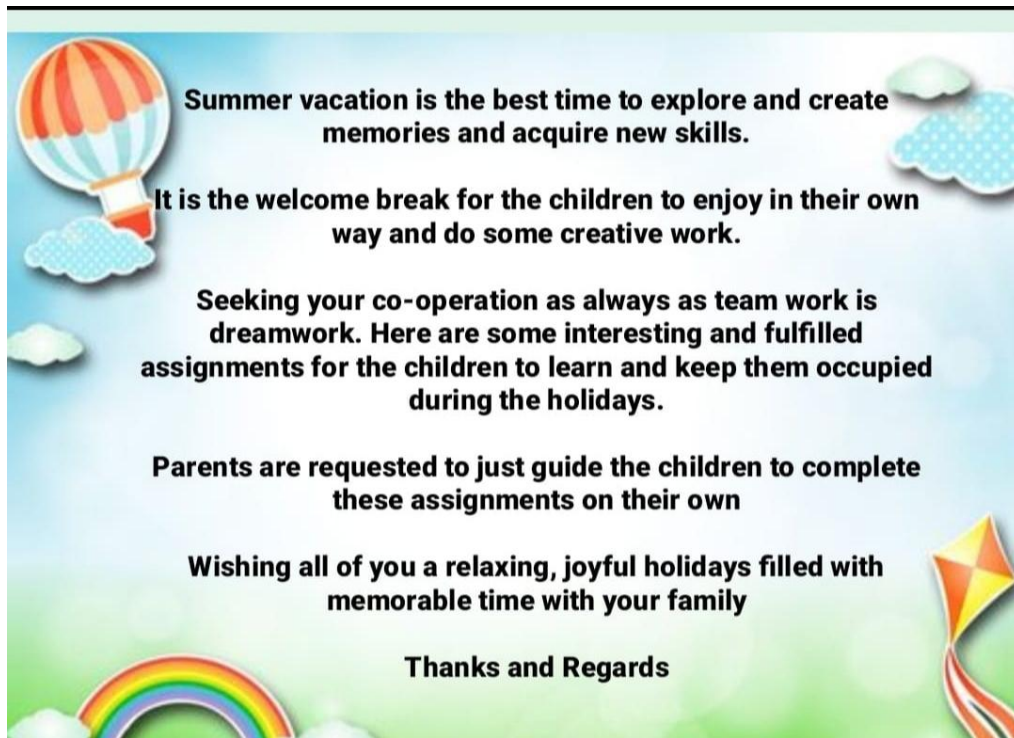 Summer vacation is the best time to explore and create
memories and acquire new skills.
It is the welcome break for the children to enjoy in their own
way and do some creative work.
Seeking your co-operation as always as team work is
dreamwork. Here are some interesting and fulfilled
assignments for the children to learn and keep them occupied
during the holidays.
Parents are requested to just guide the children to complete
these assignments on their own
Wishing all of you a relaxing, joyful holidays filled with
memorable time with your family
Thanks and Regards